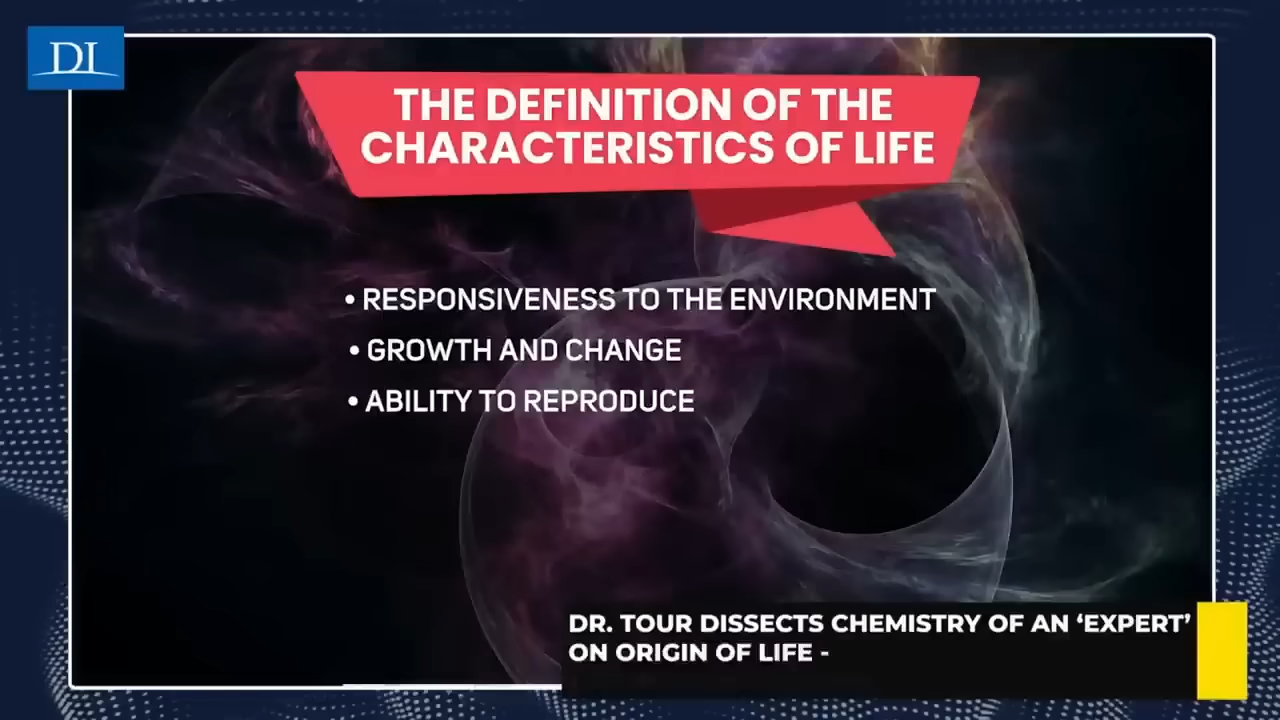 DI
THE DEFINITION OF THE
CHARACTERISTICS OF LIFE
• RESPONSIVENESS TO THE ENVIRONMENT
• GROWTH AND CHANGE
• ABILITY TO REPRODUCE
DR. TOUR DISSECTS CHEMISTRY OF AN ‘EXPERT’
ON ORIGIN OF LIFE -